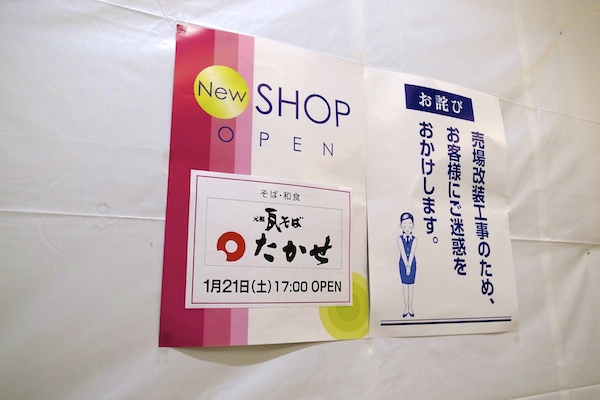 New
SHOP
OPEN
そば・和食
元祖 瓦そば
たかせ
1月21日(土)17:00 OPEN
お詫び
売場改装工事のため、
お客様にご迷惑を
おかけします。